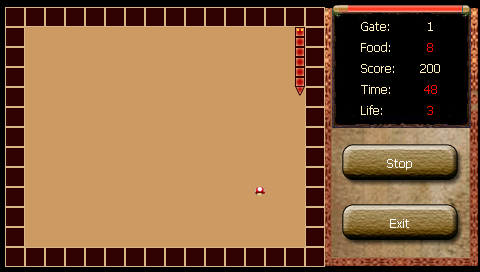 Gate: 1
Food: 8
Score: 200
Time: 48
Life: 3
Stop
Exit